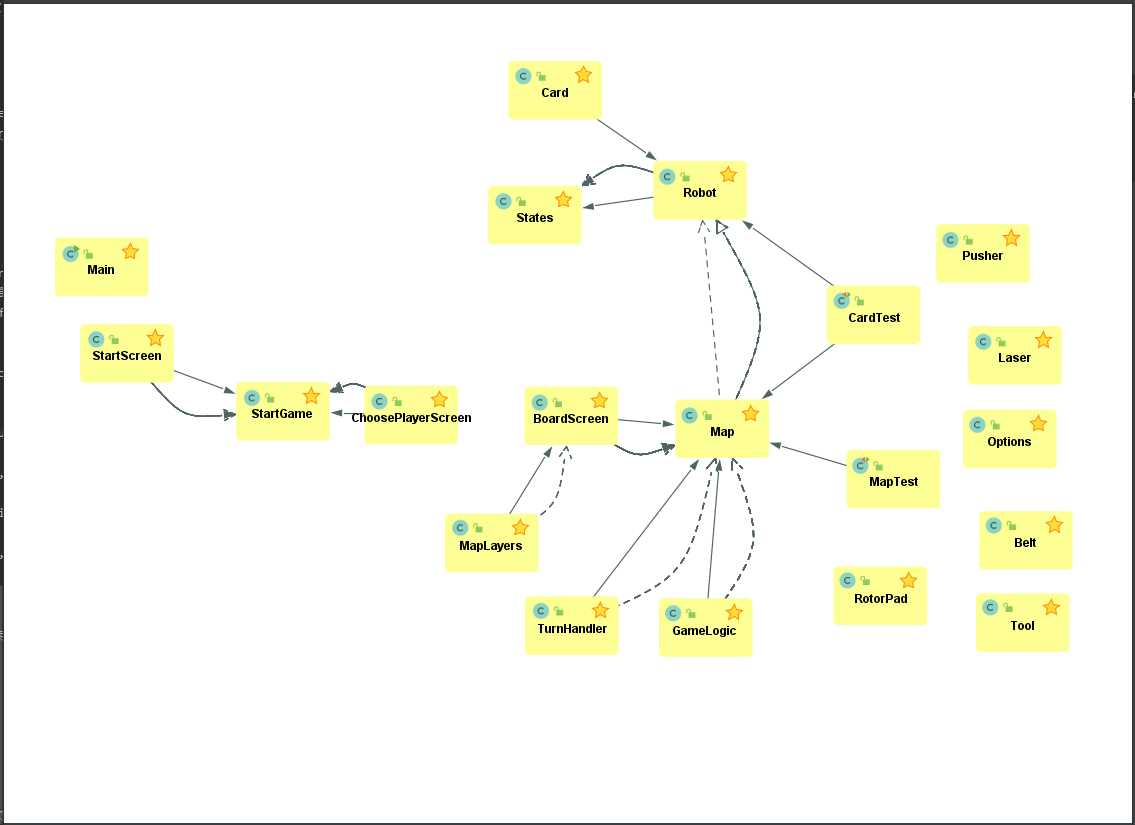 Card
Robot
States
Pusher
Main
CardTest
Laser
StartScreen
StartGame
ChoosePlayerScreen
BoardScreen
Map
Options
MapTest
Belt
MapLayers
RotorPad
Tool
TurnHandler
GameLogic